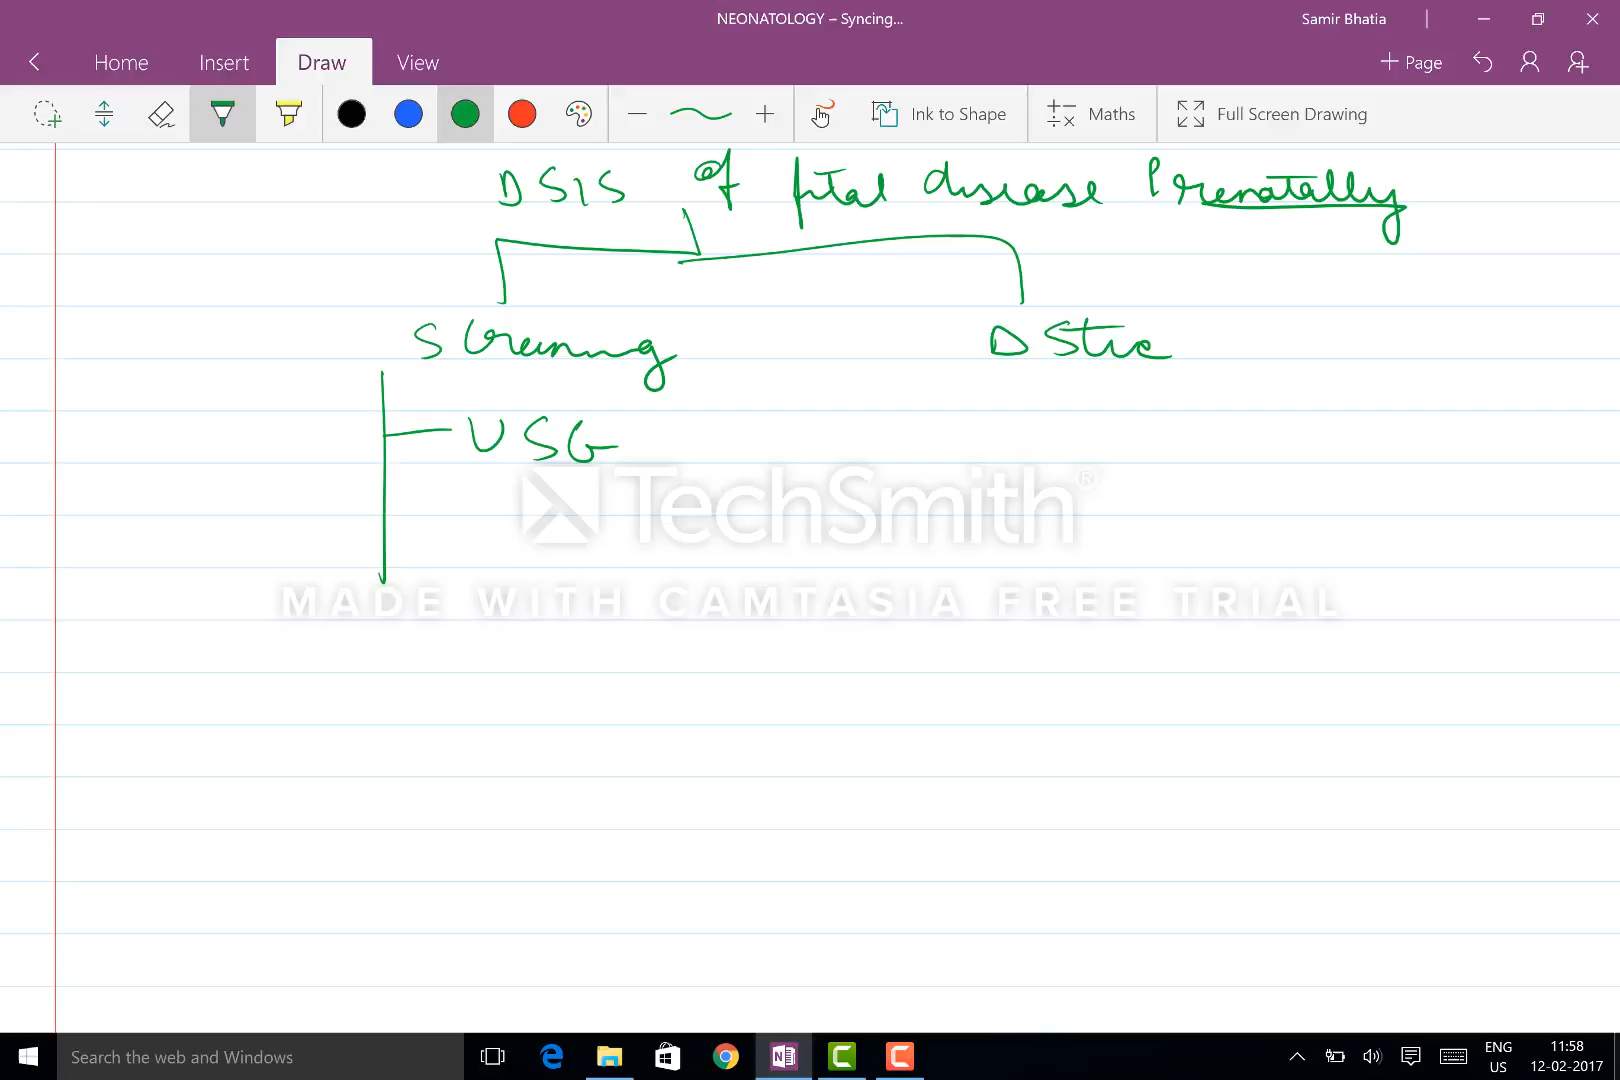 NEONATOLOGY – Syncing...
Samir Bhatia
Home Insert Draw View
+ Page
Ink to Shape Maths Full Screen Drawing
DSIS of fetal disease Prenatally
Screening DStic
USG
TechSmith®
MADE WITH CAMTASIA FREE TRIAL
Search the web and Windows
ENG 11:58
US 12-02-2017